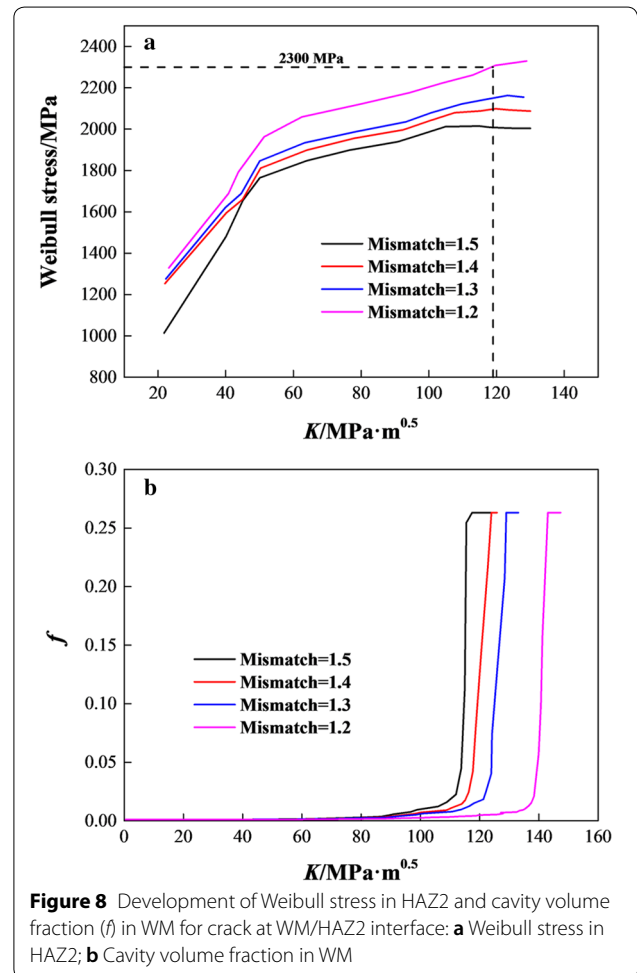 a
2400
2200
2000
1800
1600
1400
1200
1000
800
Weibull stress/MPa
2300 MPa
Mismatch=1.5
Mismatch=1.4
Mismatch=1.3
Mismatch=1.2
20 40 60 80 100 120 140
K/MPa·m^0.5
b
0.30
0.25
0.20
0.15
0.10
0.05
0.00
f
Mismatch=1.5
Mismatch=1.4
Mismatch=1.3
Mismatch=1.2
0 20 40 60 80 100 120 140 160
K/MPa·m^0.5
Figure 8 Development of Weibull stress in HAZ2 and cavity volume
fraction (f) in WM for crack at WM/HAZ2 interface: a Weibull stress in
HAZ2; b Cavity volume fraction in WM